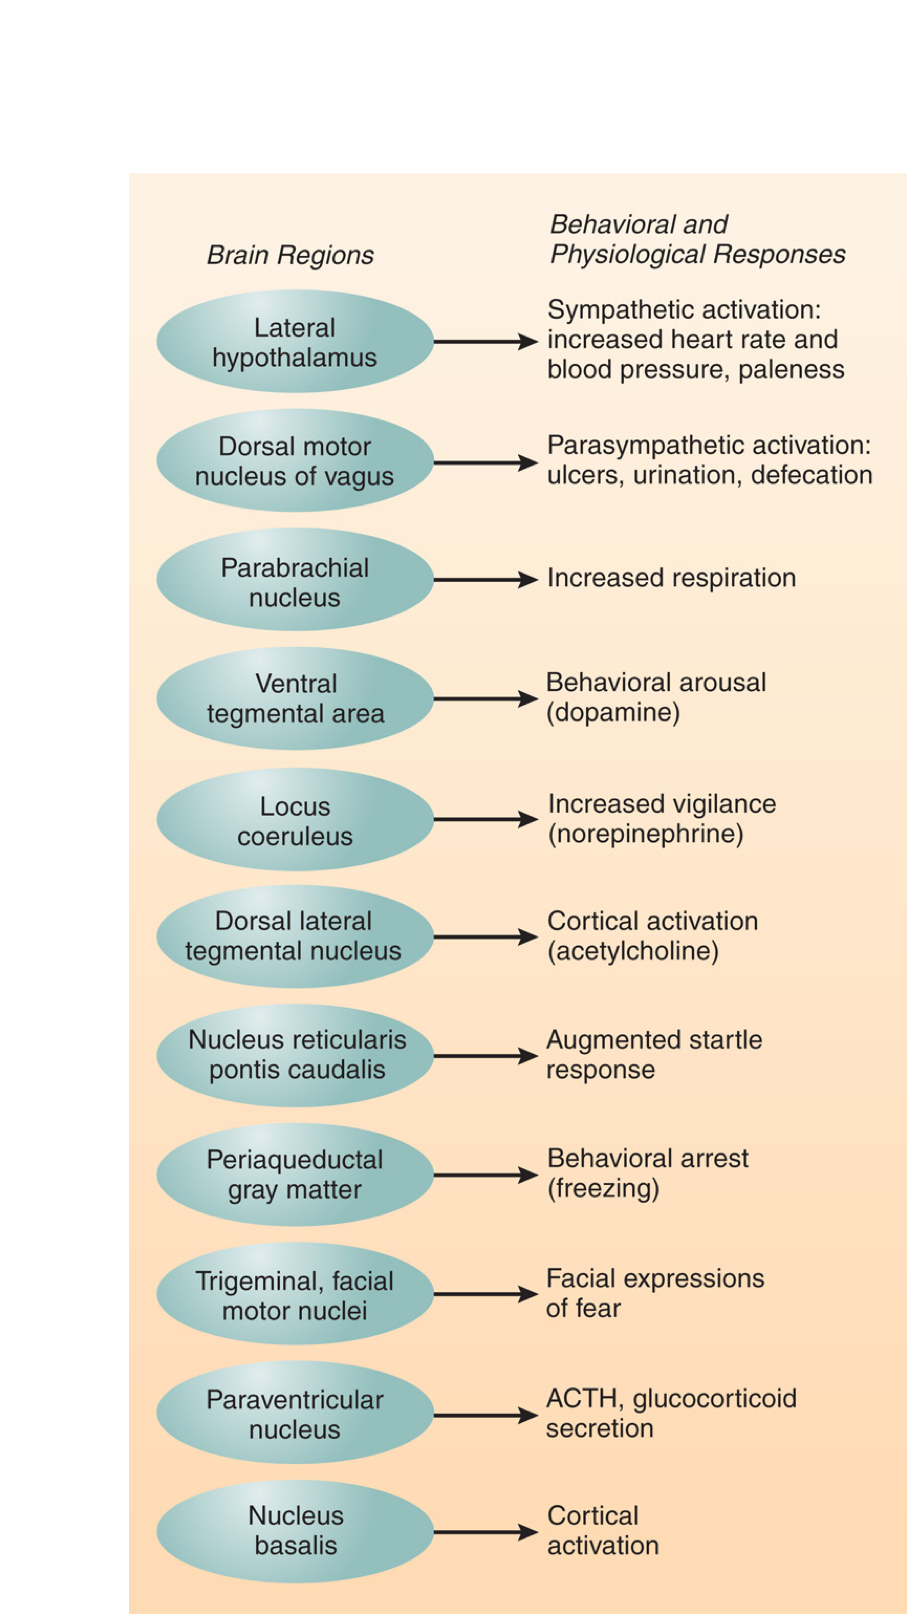 Brain Regions
Behavioral and
Physiological Responses
Lateral
hypothalamus
Sympathetic activation:
increased heart rate and
blood pressure, paleness
Dorsal motor
nucleus of vagus
Parasympathetic activation:
ulcers, urination, defecation
Parabrachial
nucleus
Increased respiration
Ventral
tegmental area
Behavioral arousal
(dopamine)
Locus
coeruleus
Increased vigilance
(norepinephrine)
Dorsal lateral
tegmental nucleus
Cortical activation
(acetylcholine)
Nucleus reticularis
pontis caudalis
Augmented startle
response
Periaqueductal
gray matter
Behavioral arrest
(freezing)
Trigeminal, facial
motor nuclei
Facial expressions
of fear
Paraventricular
nucleus
ACTH, glucocorticoid
secretion
Nucleus
basalis
Cortical
activation